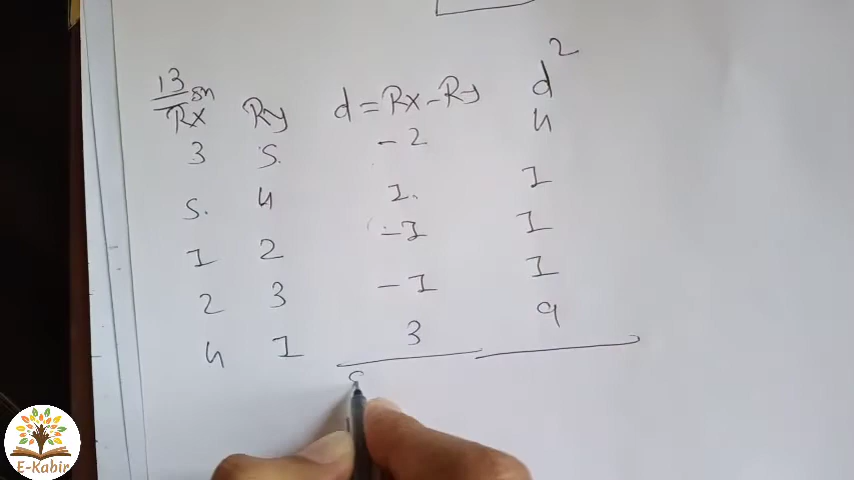 13 sn
Rx Ry d = Rx - Ry d²
3 5. -2 4
5. 4 1. 1
1 2 -1 1
2 3 -1 1
4 1 3 9
E-Kabir